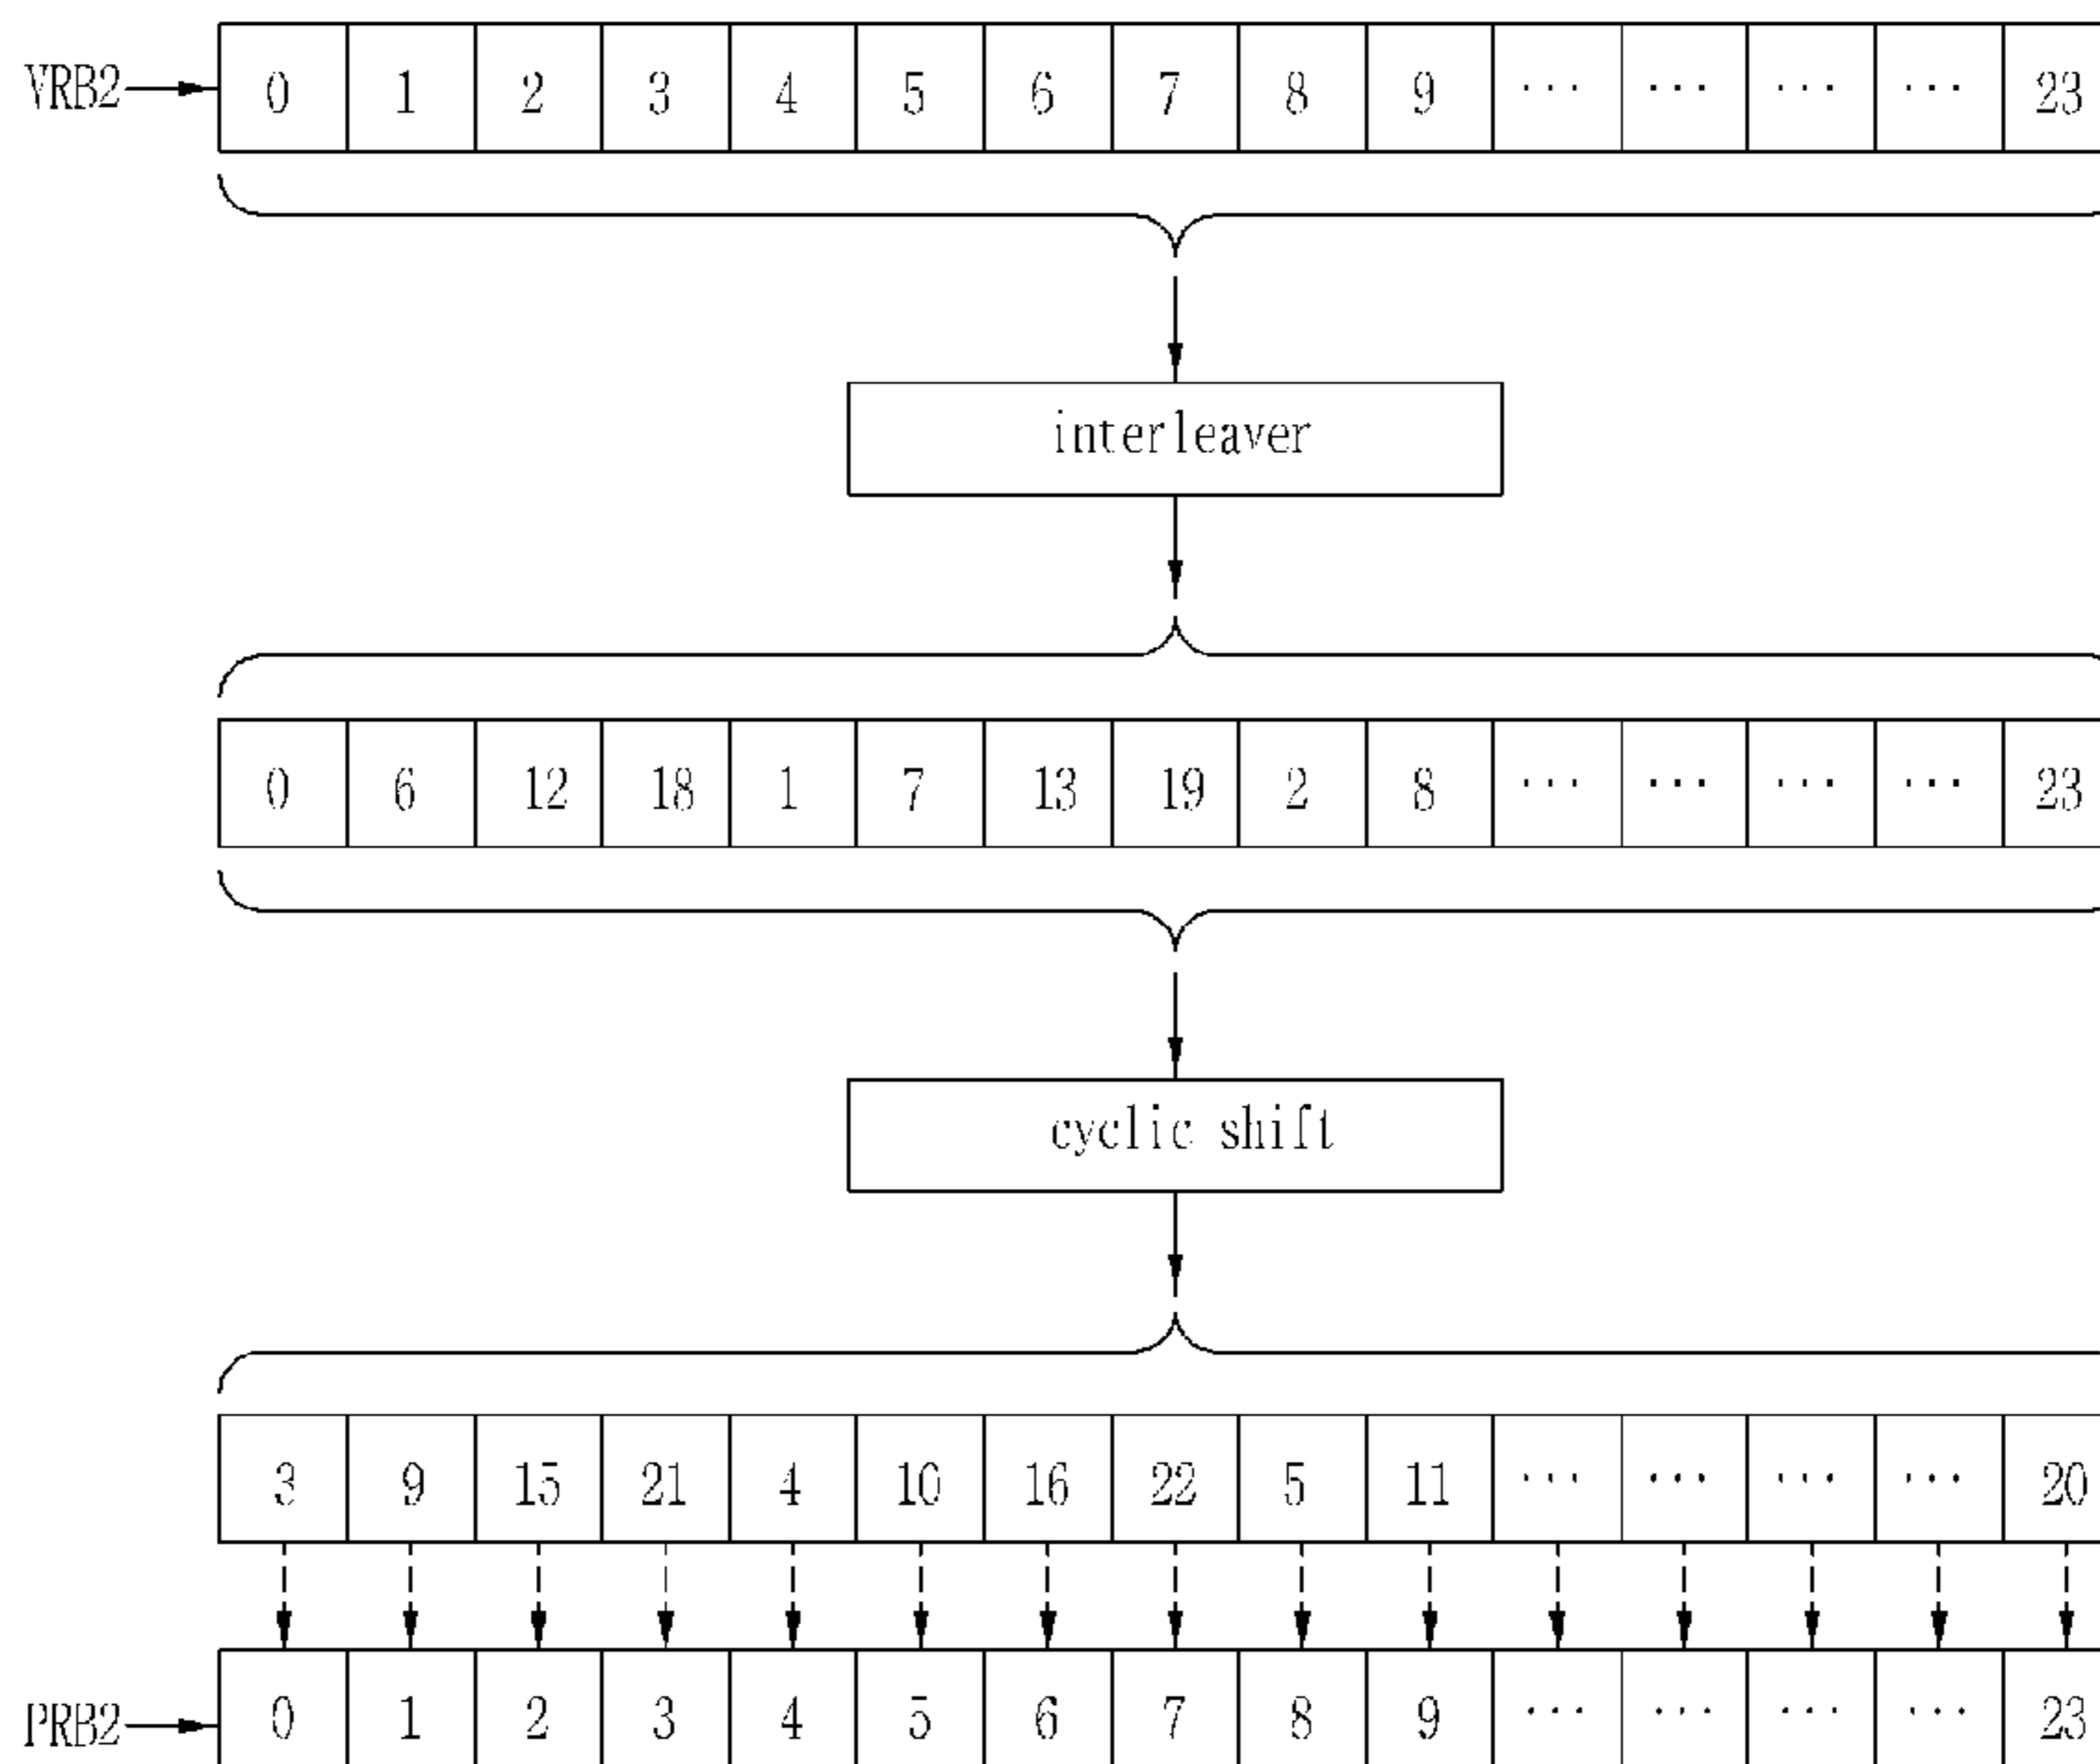 VRB2 0 1 2 3 4 5 6 7 8 9 ... ... ... ... 23
interleaver
0 6 12 18 1 7 13 19 2 8 ... ... ... ... 23
cyclic shift
3 9 15 21 4 10 16 22 5 11 ... ... ... ... 20
PRB2 0 1 2 3 4 5 6 7 8 9 ... ... ... ... 23